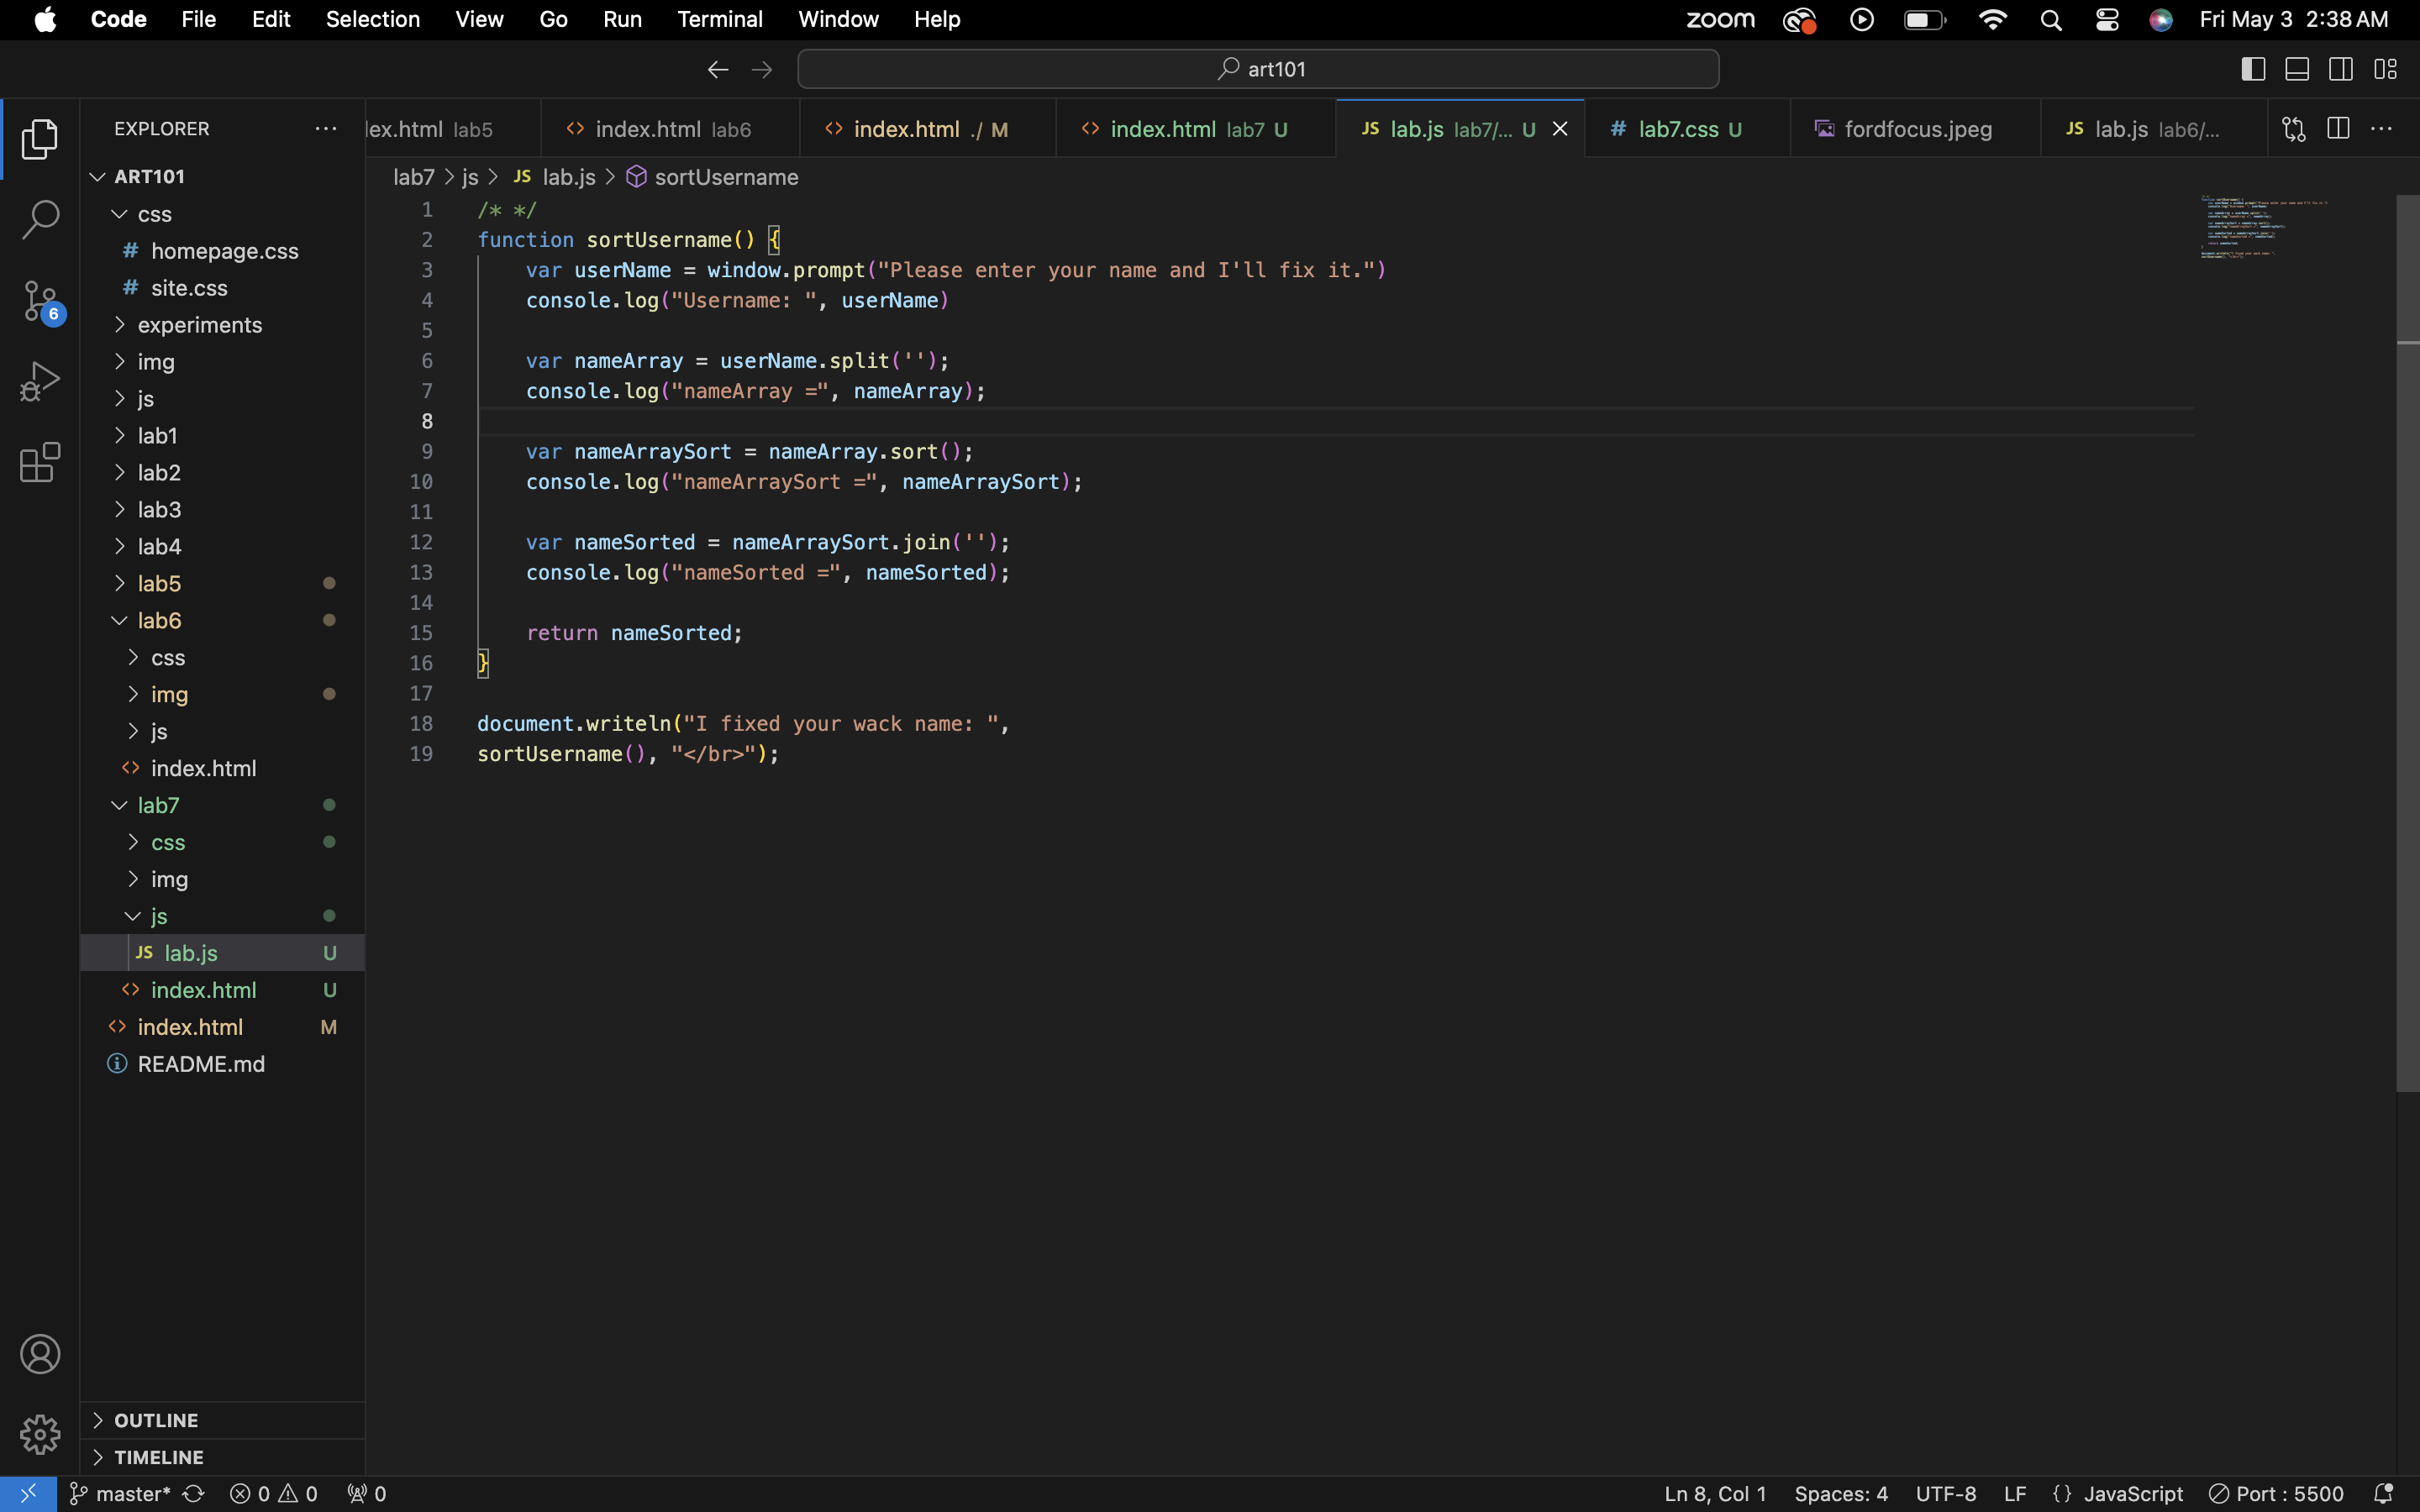 Code File Edit Selection View Go Run Terminal Window Help zoom Fri May 3 2:38 AM
art101
EXPLORER
lex.html lab5 index.html lab6 index.html ./ M index.html lab7 U JS lab.js lab7/... U # lab7.css U fordfocus.jpeg JS lab.js lab6/...
lab7 > js > JS lab.js > sortUsername
ART101
css
# homepage.css
# site.css
experiments
img
js
lab1
lab2
lab3
lab4
lab5
lab6
css
img
js
index.html
lab7
css
img
js
JS lab.js U
index.html U
index.html M
README.md
OUTLINE
TIMELINE
6
1 /* */
2 function sortUsername() {
3 var userName = window.prompt("Please enter your name and I'll fix it.")
4 console.log("Username: ", userName)
5
6 var nameArray = userName.split('');
7 console.log("nameArray =", nameArray);
8
9 var nameArraySort = nameArray.sort();
10 console.log("nameArraySort =", nameArraySort);
11
12 var nameSorted = nameArraySort.join('');
13 console.log("nameSorted =", nameSorted);
14
15 return nameSorted;
16 }
17
18 document.writeln("I fixed your wack name: ",
19 sortUsername(), "</br>");
master* 0 0 0 Ln 8, Col 1 Spaces: 4 UTF-8 LF {} JavaScript Port : 5500